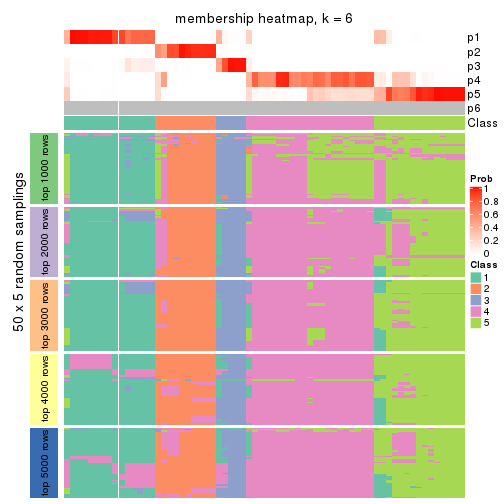 membership heatmap, k = 6
p1
p2
p3
p4
p5
p6
Class
50 x 5 random samplings
top 1000 rows
top 2000 rows
top 3000 rows
top 4000 rows
top 5000 rows
Prob
1
0.8
0.6
0.4
0.2
0
Class
1
2
3
4
5